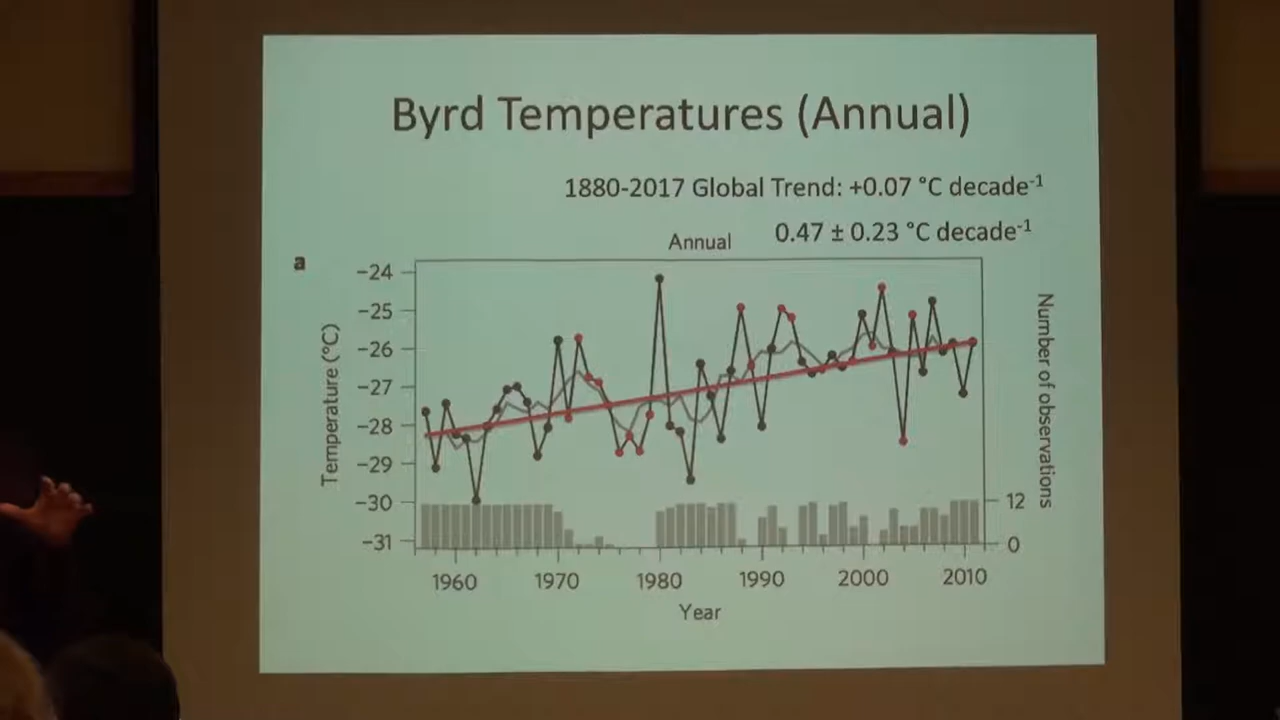 Byrd Temperatures (Annual)
1880-2017 Global Trend: +0.07 °C decade⁻¹
Annual
0.47 ± 0.23 °C decade⁻¹
a
−24
−25
−26
−27
−28
−29
−30
−31
Temperature (°C)
Number of observations
12
0
1960 1970 1980 1990 2000 2010
Year